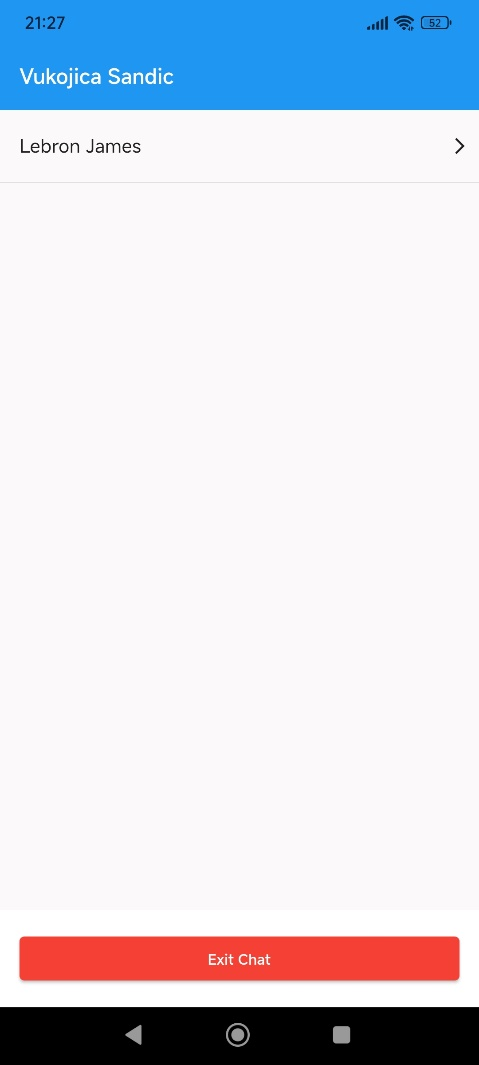 21:27
52
Vukojica Sandic
Lebron James
Exit Chat